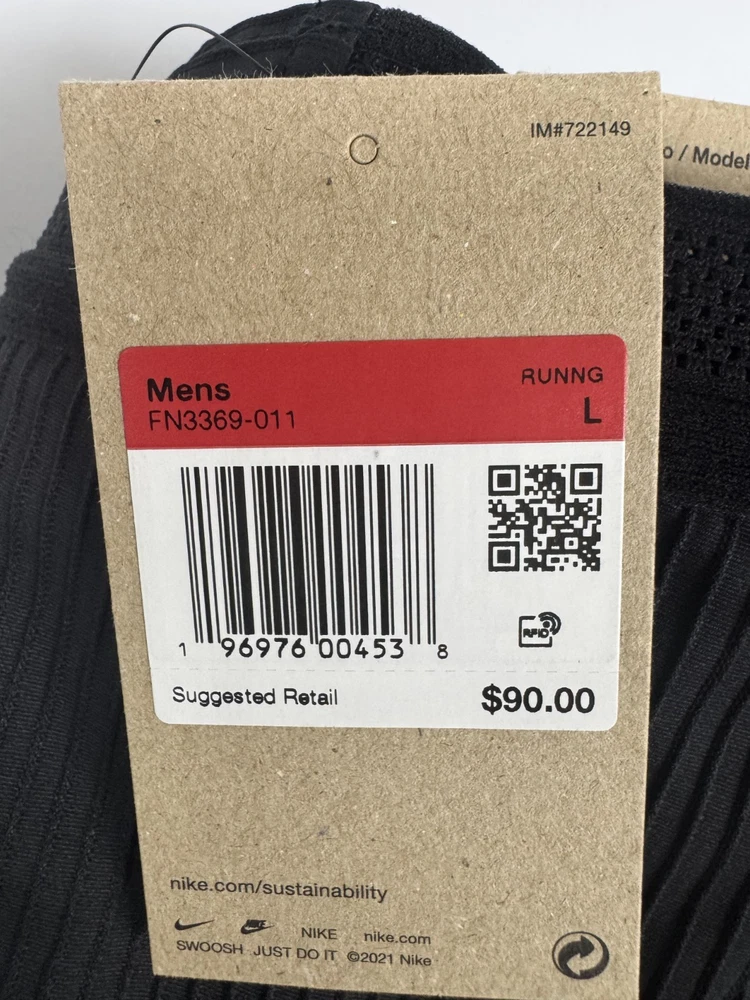 IM#722149
o / Model
Mens
RUNNG
FN3369-011
L
1 96976 00453 8
RFID
Suggested Retail
$90.00
nike.com/sustainability
NIKE nike.com
SWOOSH JUST DO IT ©2021 Nike